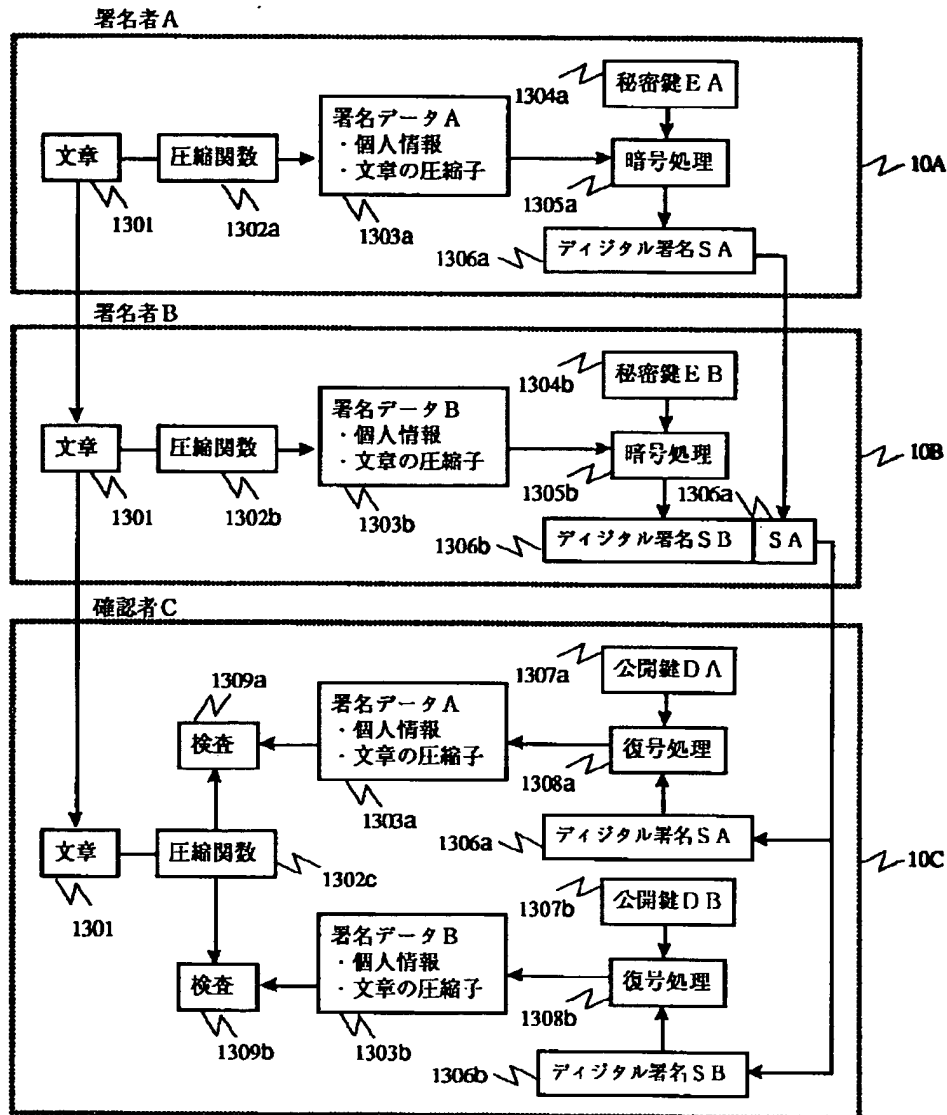 署名者A
秘密鍵EA
1304a
署名データA
・個人情報
・文章の圧縮子
文章
圧縮関数
暗号処理
10A
1301
1302a
1303a
1305a
ディジタル署名SA
1306a
署名者B
秘密鍵EB
1304b
署名データB
・個人情報
・文章の圧縮子
文章
圧縮関数
暗号処理
10B
1301
1302b
1303b
1305b
1306a
ディジタル署名SB
SA
1306b
確認者C
公開鍵DA
1307a
1309a
署名データA
・個人情報
・文章の圧縮子
検査
復号処理
1308a
1303a
ディジタル署名SA
1306a
文章
圧縮関数
1302c
10C
1301
1307b
公開鍵DB
署名データB
・個人情報
・文章の圧縮子
検査
復号処理
1308b
1309b
1303b
ディジタル署名SB
1306b